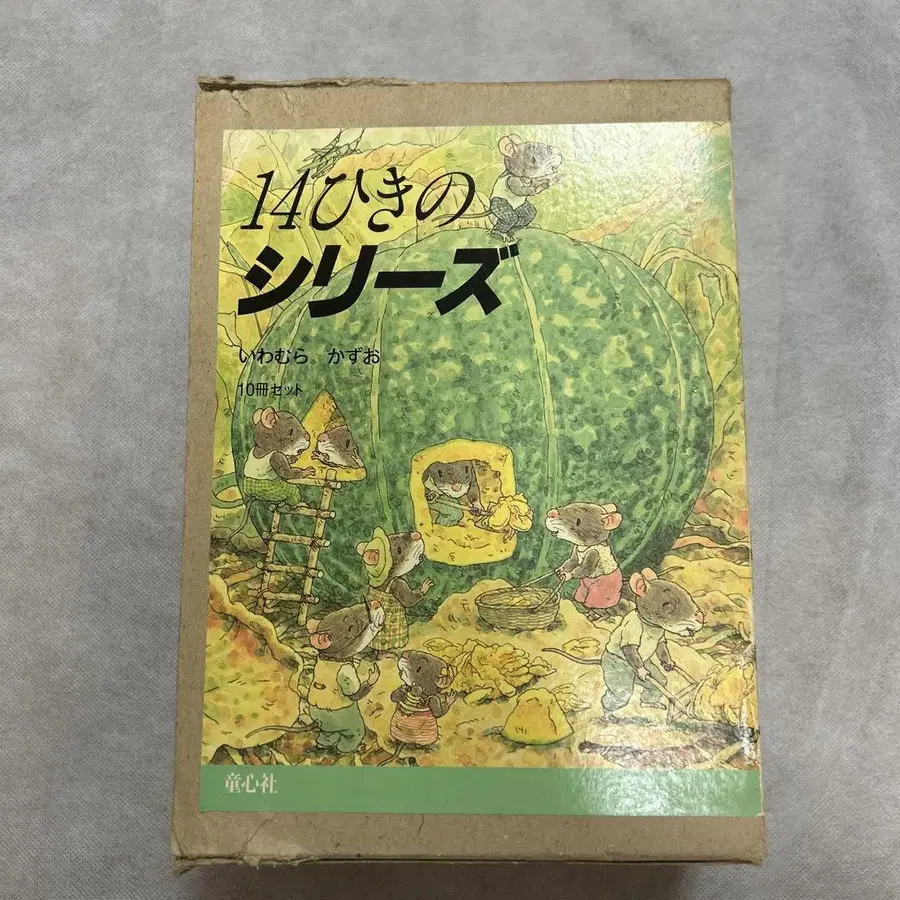 14ひきの
シリーズ
いわむら かずお
10冊セット
童心社